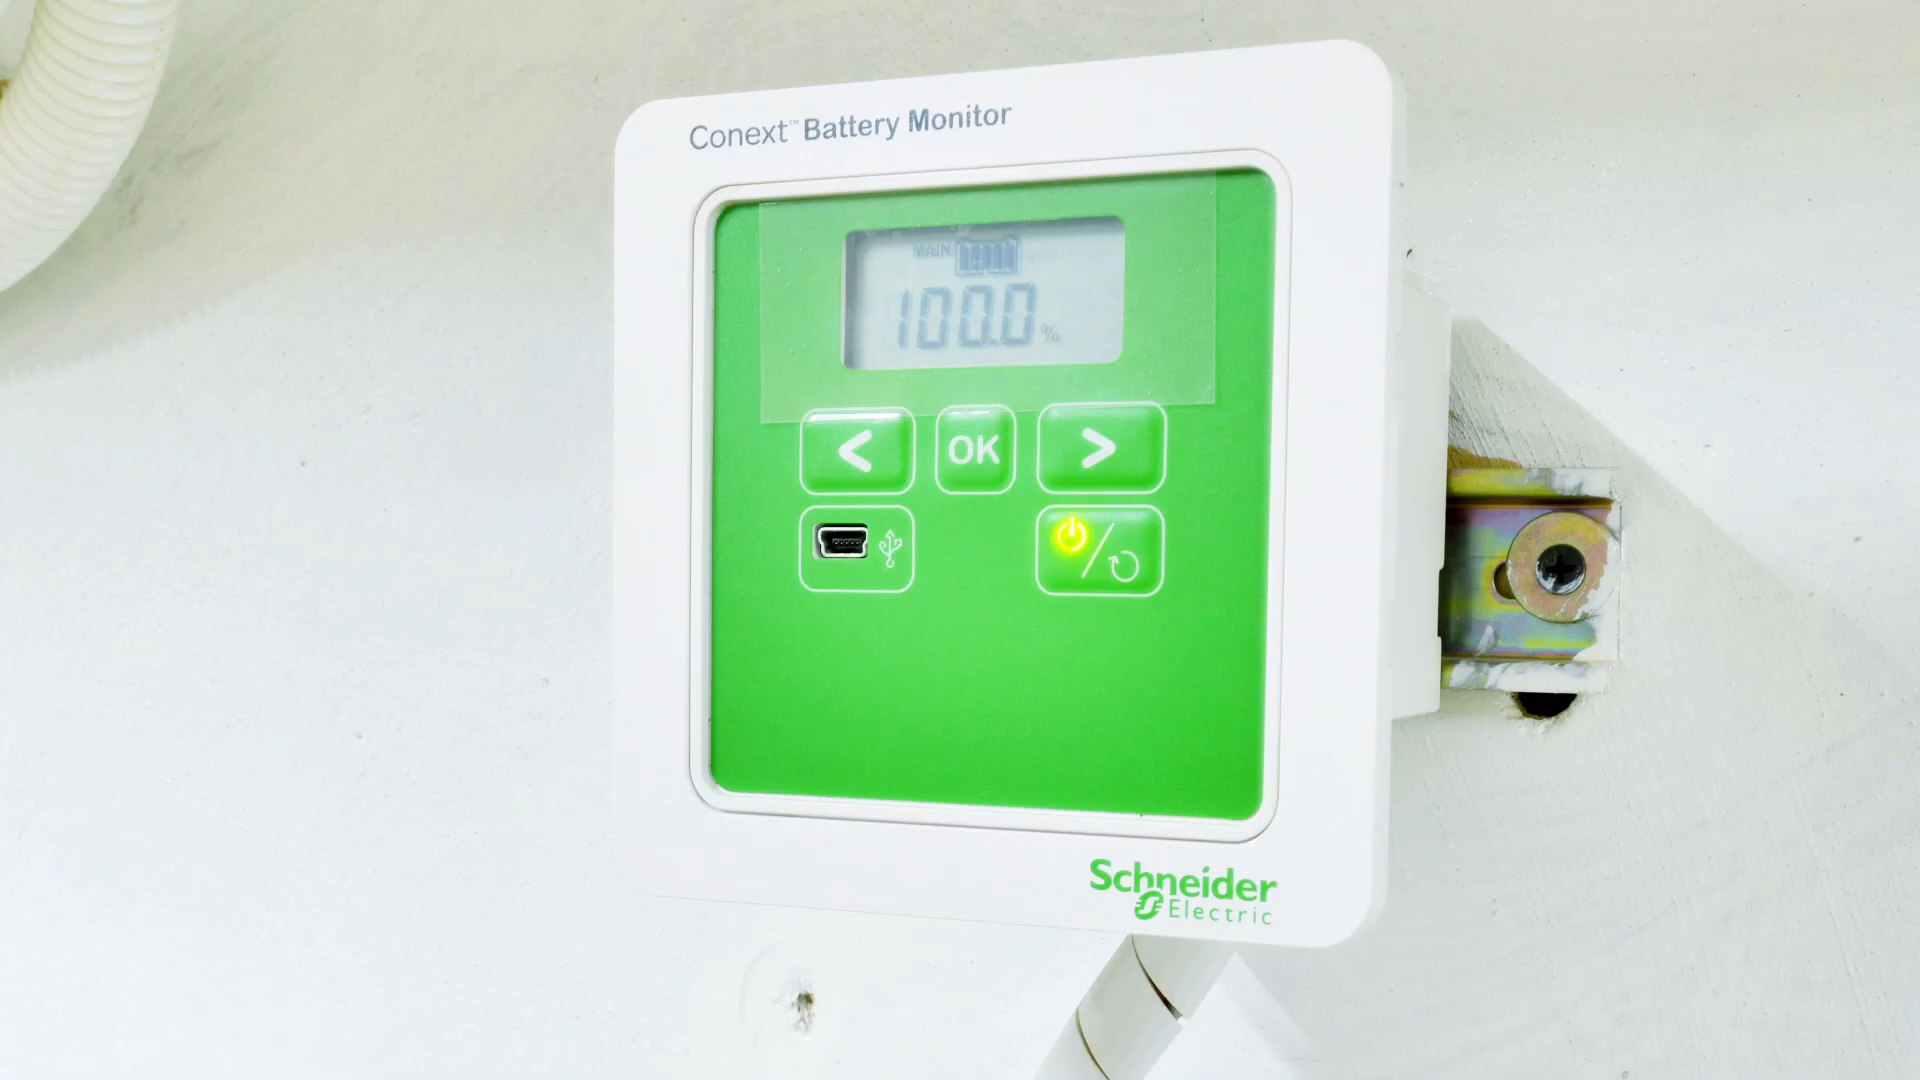 Conext™ Battery Monitor
MAIN
100.0 %
< OK >
Schneider
Electric